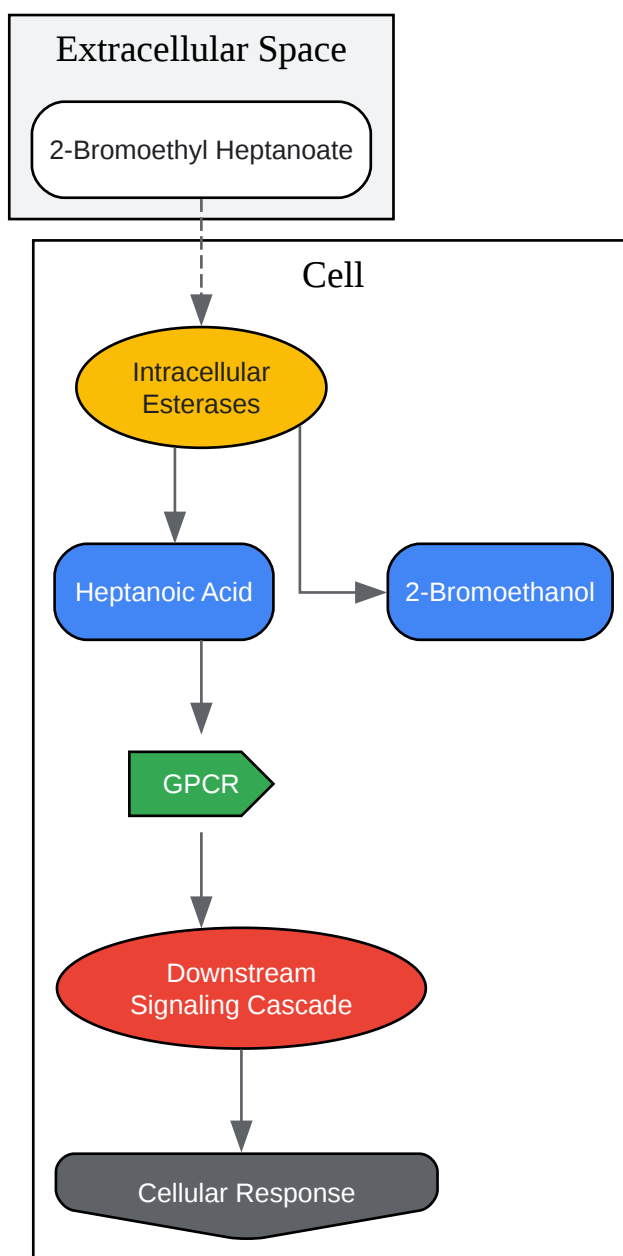 Extracellular Space
2-Bromoethyl Heptanoate
Cell
Intracellular
Esterases
Heptanoic Acid
2-Bromoethanol
GPCR
Downstream
Signaling Cascade
Cellular Response